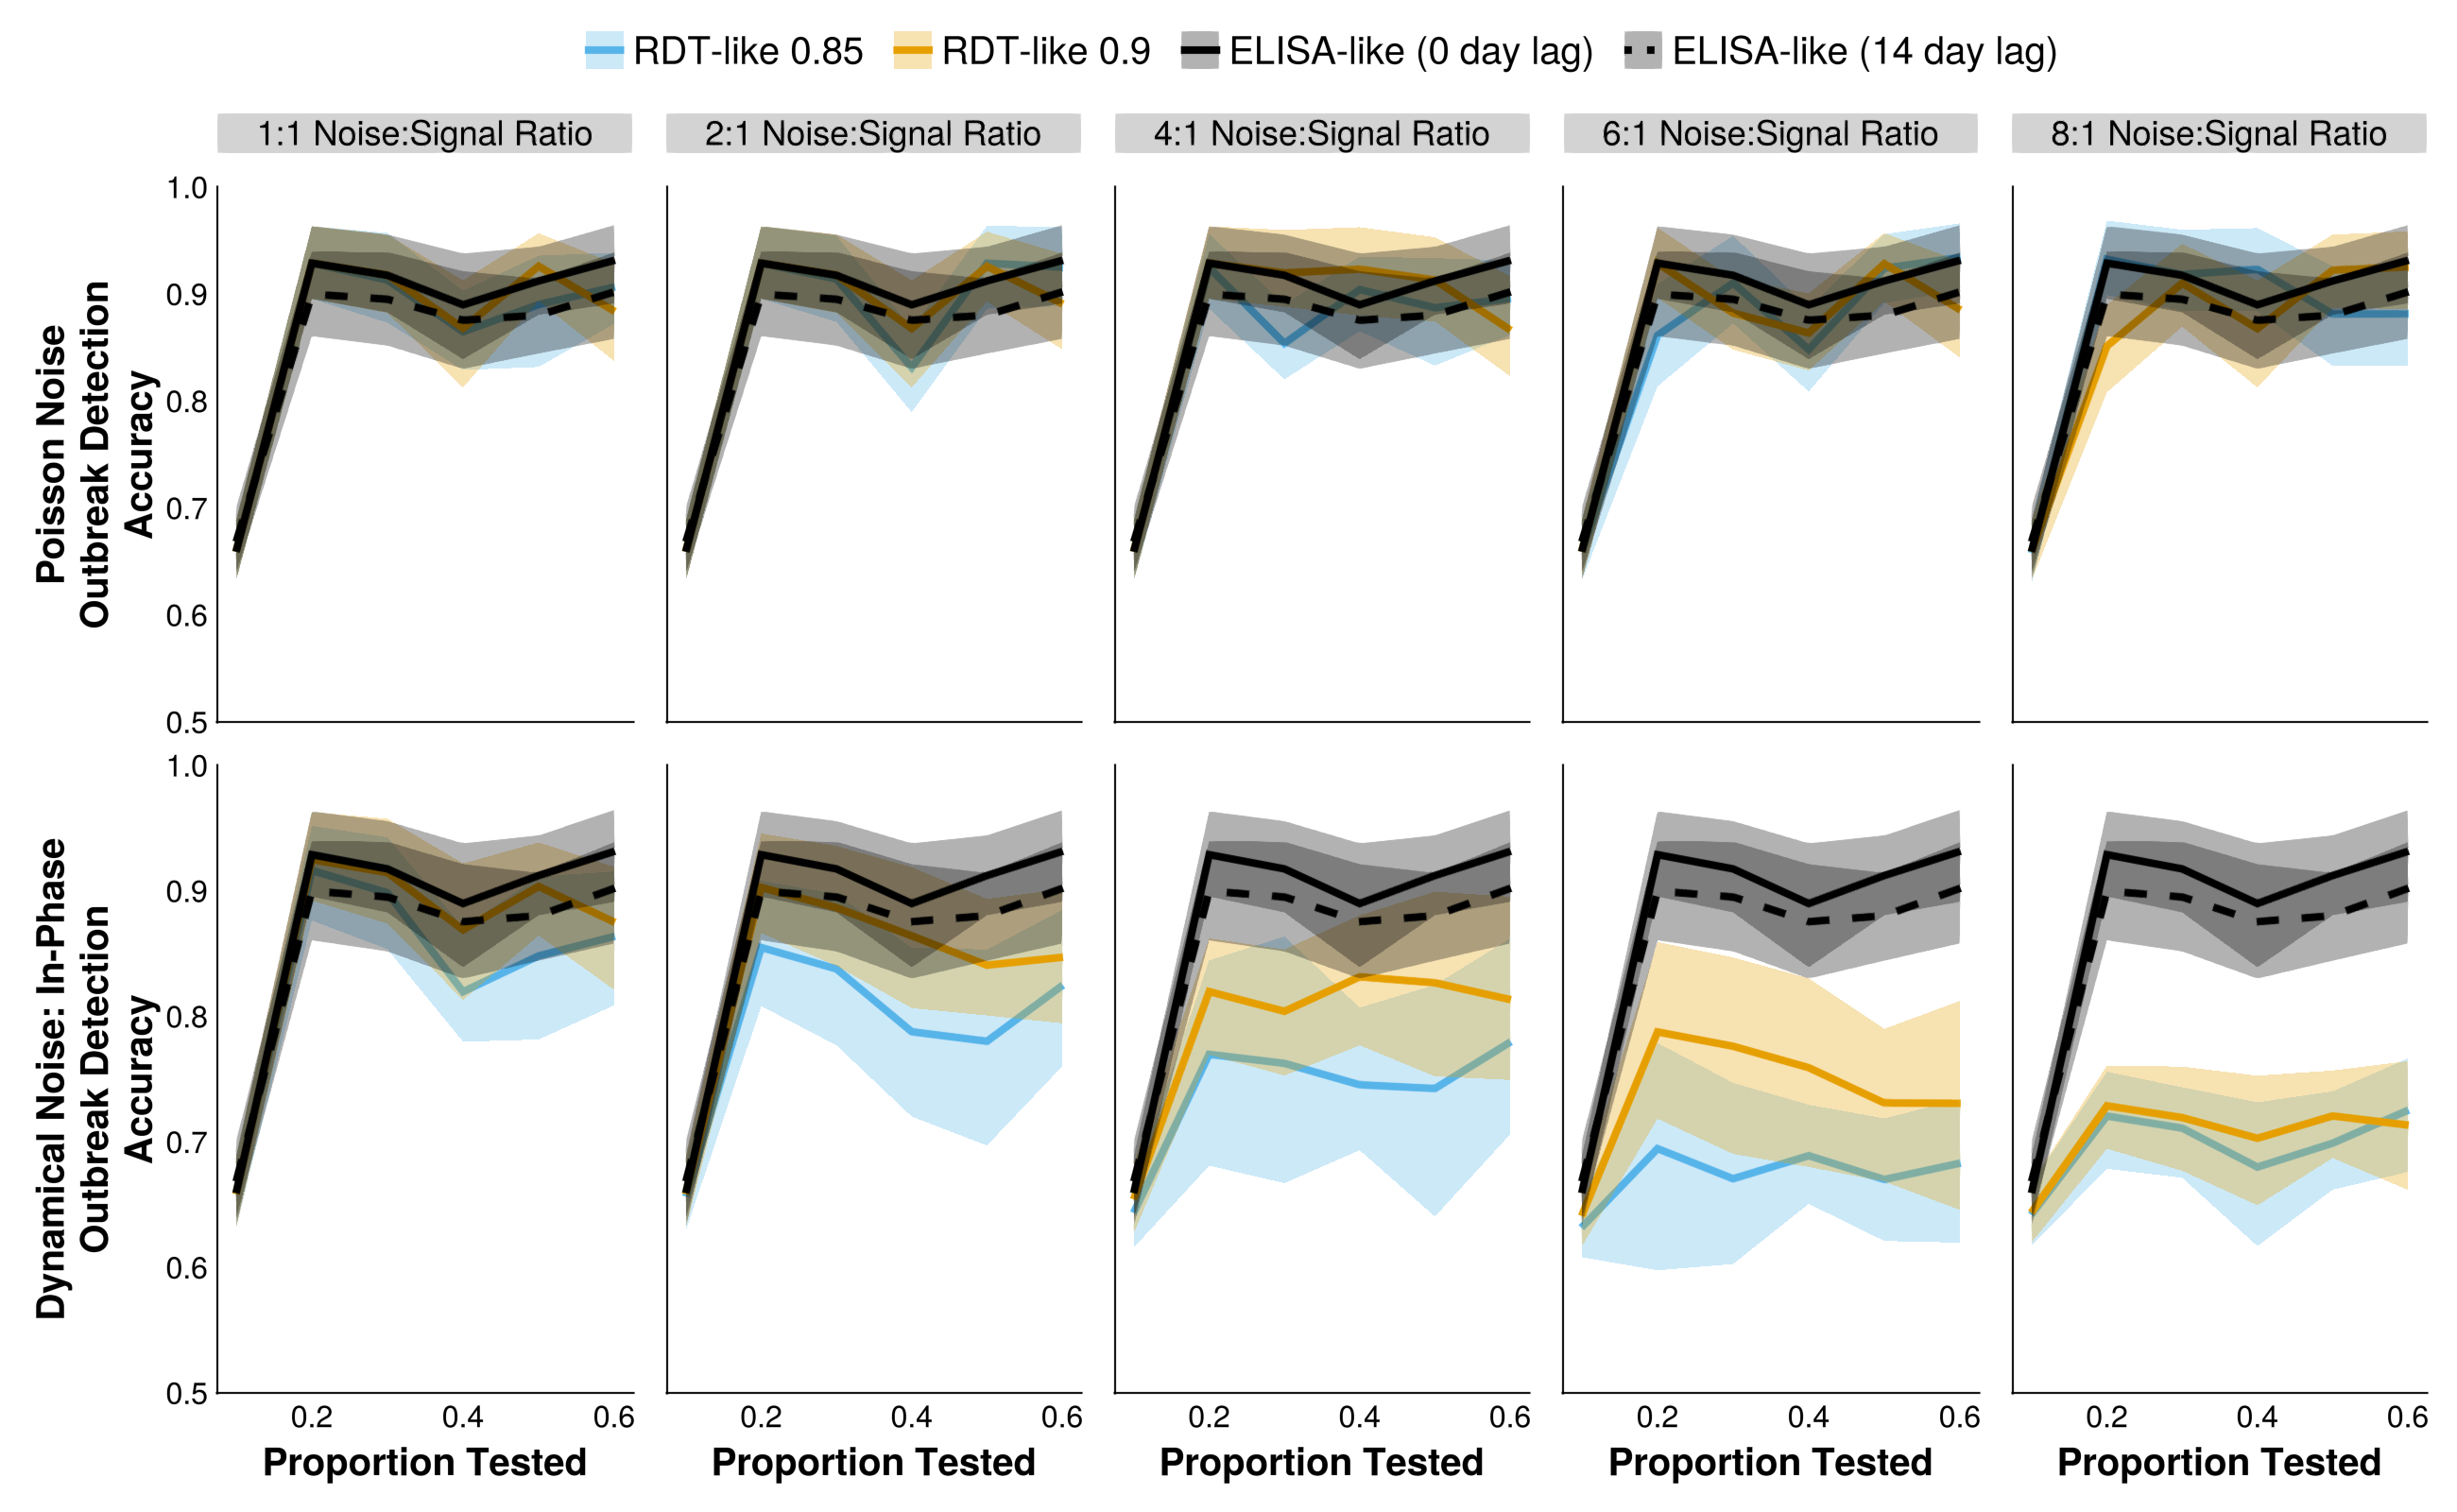 RDT-like 0.85 RDT-like 0.9 ELISA-like (0 day lag) ELISA-like (14 day lag)
1:1 Noise:Signal Ratio 2:1 Noise:Signal Ratio 4:1 Noise:Signal Ratio 6:1 Noise:Signal Ratio 8:1 Noise:Signal Ratio
Poisson Noise
Outbreak Detection
Accuracy
1.0
0.9
0.8
0.7
0.6
0.5
Dynamical Noise: In-Phase
Outbreak Detection
Accuracy
1.0
0.9
0.8
0.7
0.6
0.5
0.2 0.4 0.6 0.2 0.4 0.6 0.2 0.4 0.6 0.2 0.4 0.6 0.2 0.4 0.6
Proportion Tested Proportion Tested Proportion Tested Proportion Tested Proportion Tested